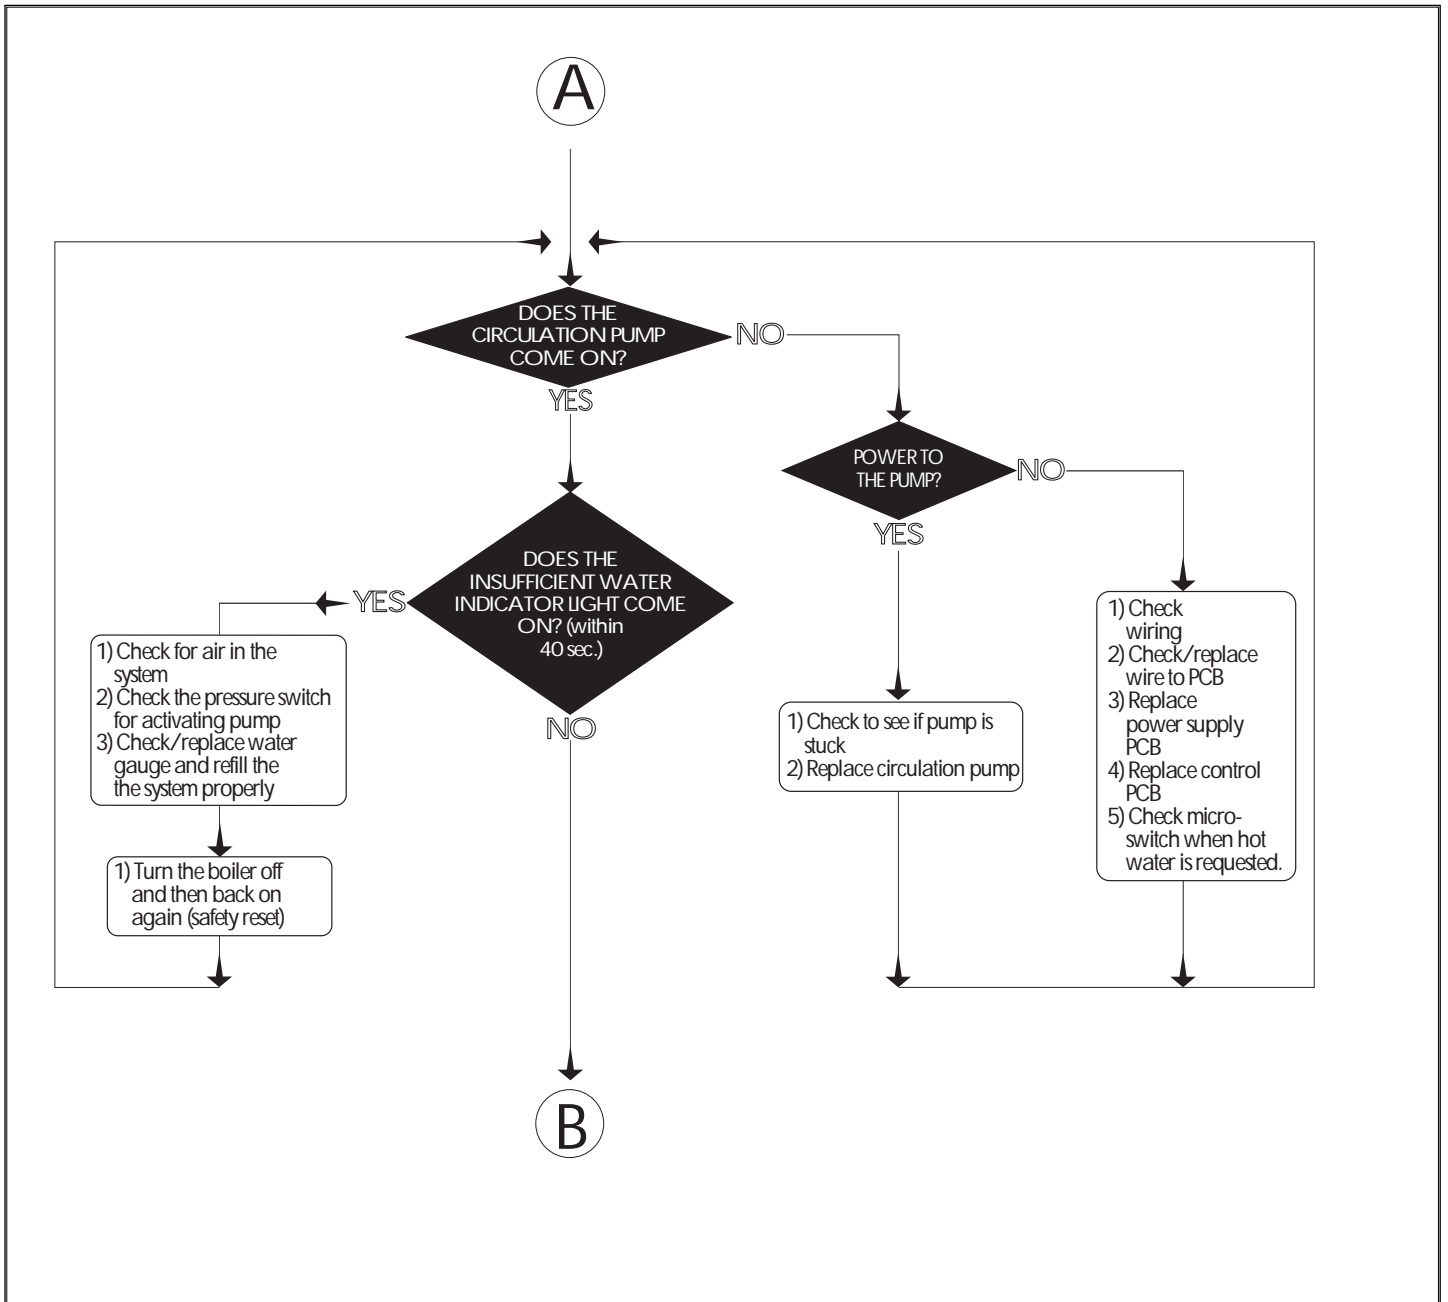 A
DOES THE
CIRCULATION PUMP
COME ON?
NO
YES
POWER TO
THE PUMP?
NO
YES
DOES THE
INSUFFICIENT WATER
INDICATOR LIGHT COME
ON? (within
40 sec.)
YES
NO
1) Check for air in the
system
2) Check the pressure switch
for activating pump
3) Check/replace water
gauge and refill the
the system properly
1) Turn the boiler off
and then back on
again (safety reset)
1) Check to see if pump is
stuck
2) Replace circulation pump
1) Check
wiring
2) Check/replace
wire to PCB
3) Replace
power supply
PCB
4) Replace control
PCB
5) Check micro-
switch when hot
water is requested.
B